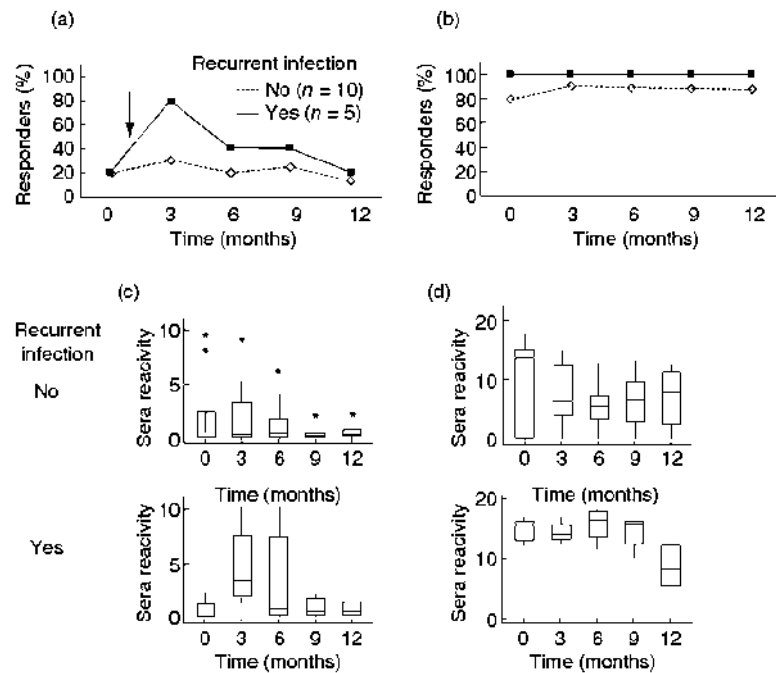 (a)
Responders (%)
100
80
60
40
20
0
Recurrent infection
No (n = 10)
Yes (n = 5)
0 3 6 9 12
Time (months)
(b)
Responders (%)
100
80
60
40
20
0
0 3 6 9 12
Time (months)
(c)
Recurrent
infection
No
Sera reacivity
10
5
0
0 3 6 9 12
Time (months)
(d)
Sera reacivity
20
10
0
0 3 6 9 12
Time (months)
Yes
Sera reacivity
10
5
0
0 3 6 9 12
Time (months)
Sera reacivity
20
10
0
0 3 6 9 12
Time (months)